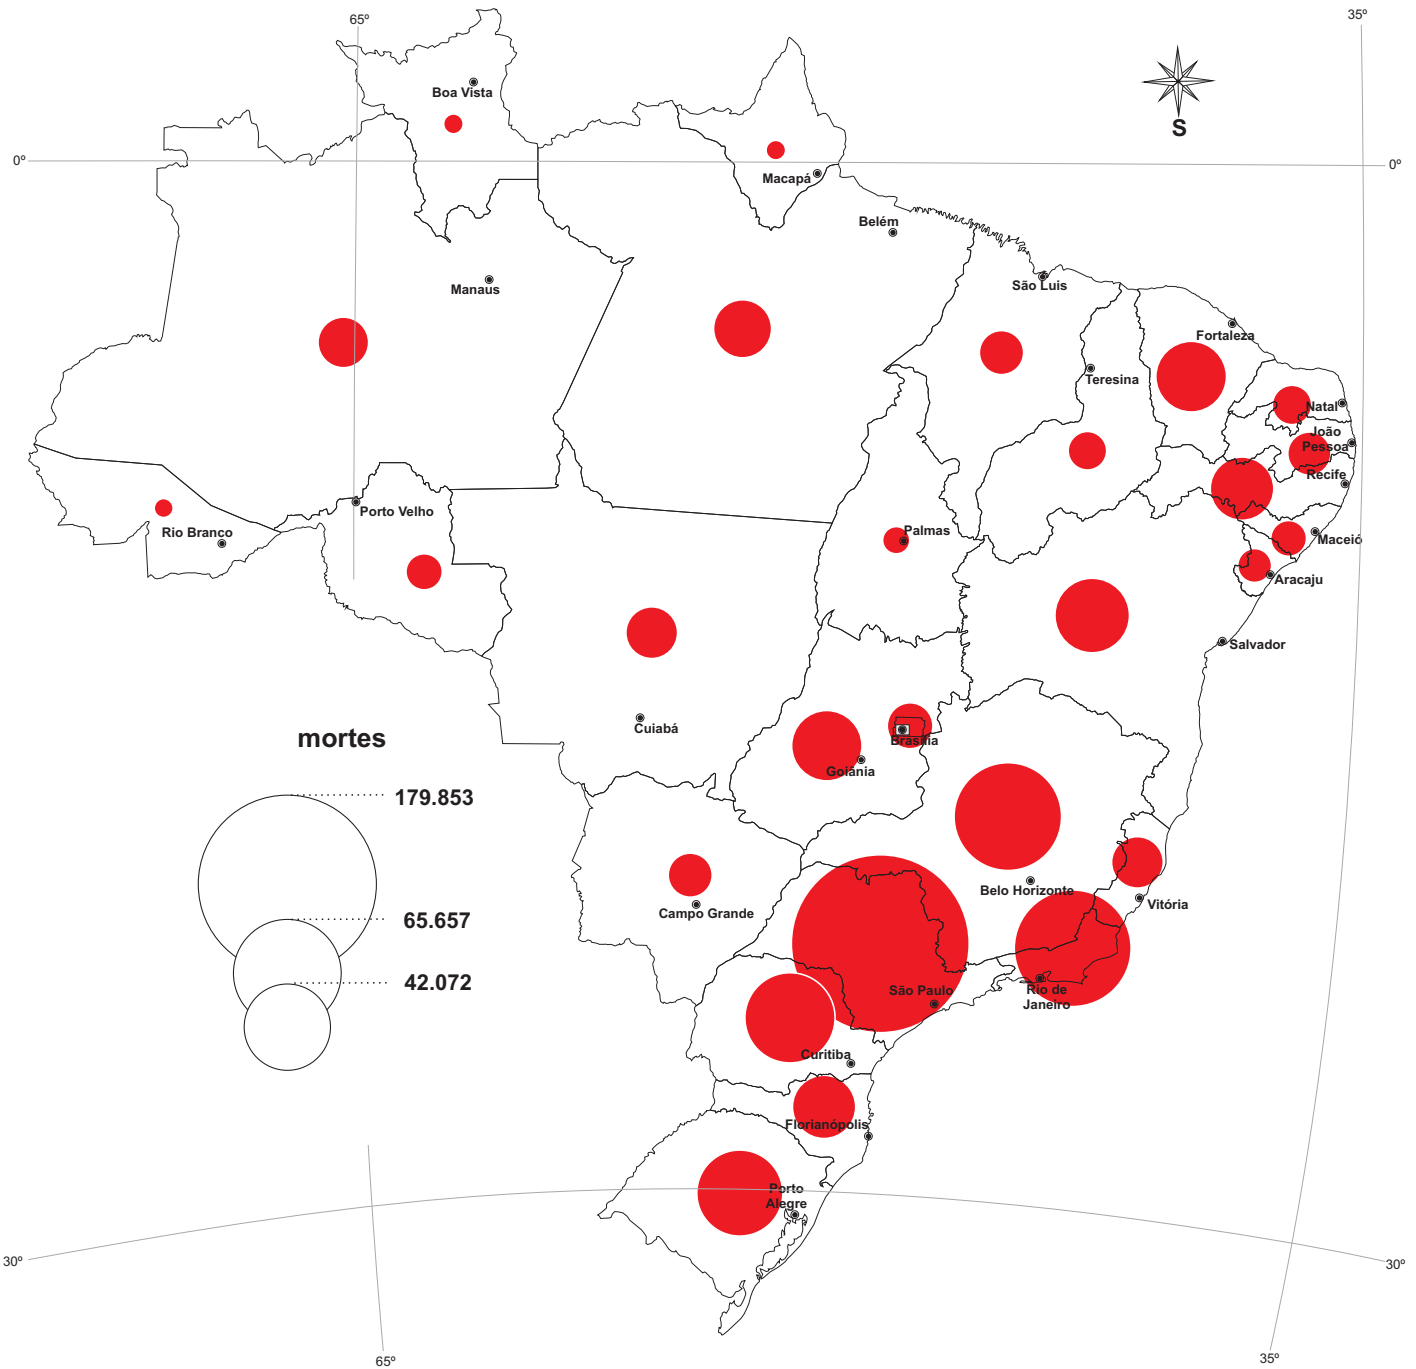 65º
35º
Boa Vista
S
0º
0º
Macapá
Belém
Manaus
São Luis
Fortaleza
Teresina
Natal
João
Pessoa
Recife
Porto Velho
Rio Branco
Palmas
Maceió
Aracaju
Salvador
Cuiabá
Brasília
Goiánia
mortes
179.853
65.657
42.072
Belo Horizonte
Campo Grande
Vitória
São Paulo
Rio de
Janeiro
Curitiba
Florianópolis
Porto
Alegre
30º
30º
65º
35º